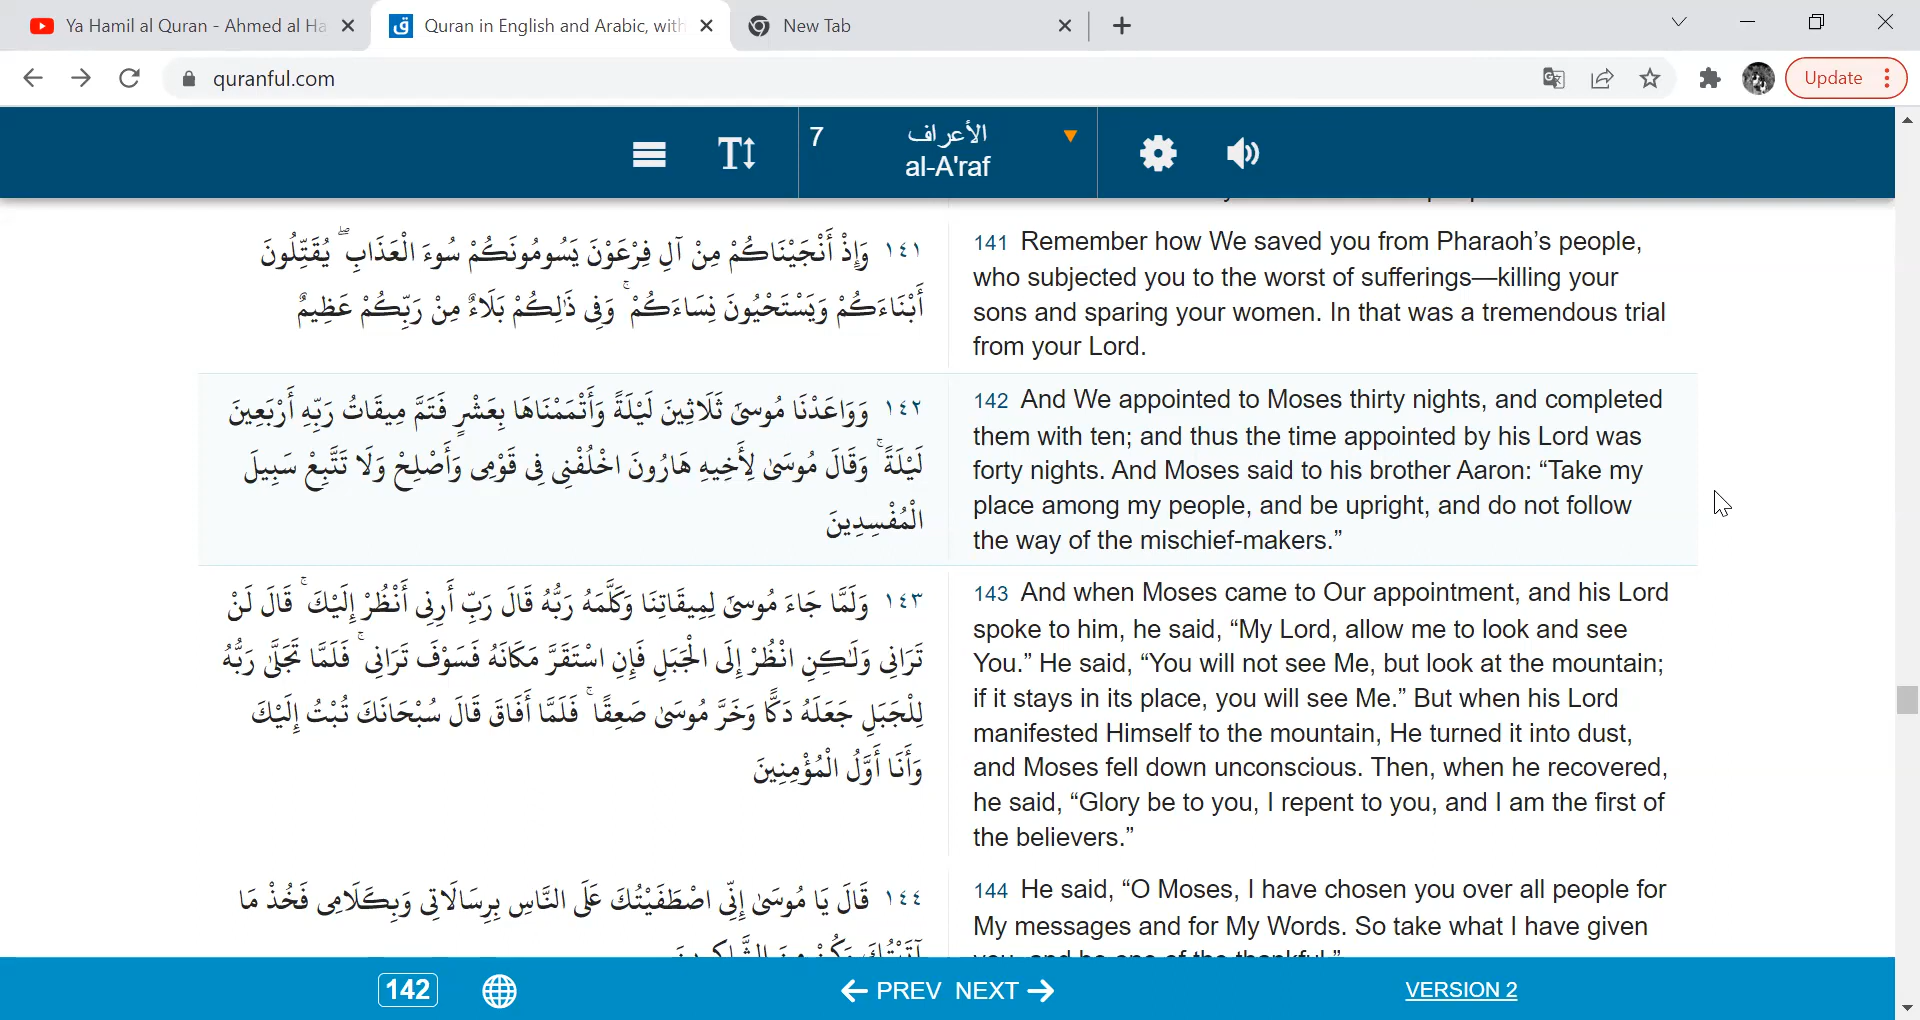 Ya Hamil al Quran - Ahmed al Ha
Quran in English and Arabic, with
New Tab
quranful.com
Update
7
الأعراف
al-A'raf
١٤١ وَإِذْ أَنْجَيْنَاكُمْ مِنْ آلِ فِرْعَوْنَ يَسُومُونَكُمْ سُوءَ الْعَذَابِ ۖ يُقَتِّلُونَ
أَبْنَاءَكُمْ وَيَسْتَحْيُونَ نِسَاءَكُمْ ۚ وَفِي ذَٰلِكُمْ بَلَاءٌ مِنْ رَبِّكُمْ عَظِيمٌ
141 Remember how We saved you from Pharaoh’s people,
who subjected you to the worst of sufferings—killing your
sons and sparing your women. In that was a tremendous trial
from your Lord.
١٤٢ وَوَاعَدْنَا مُوسَىٰ ثَلَاثِينَ لَيْلَةً وَأَتْمَمْنَاهَا بِعَشْرٍ فَتَمَّ مِيقَاتُ رَبِّهِ أَرْبَعِينَ
لَيْلَةً ۚ وَقَالَ مُوسَىٰ لِأَخِيهِ هَارُونَ اخْلُفْنِي فِي قَوْمِي وَأَصْلِحْ وَلَا تَتَّبِعْ سَبِيلَ
الْمُفْسِدِينَ
142 And We appointed to Moses thirty nights, and completed
them with ten; and thus the time appointed by his Lord was
forty nights. And Moses said to his brother Aaron: “Take my
place among my people, and be upright, and do not follow
the way of the mischief-makers.”
١٤٣ وَلَمَّا جَاءَ مُوسَىٰ لِمِيقَاتِنَا وَكَلَّمَهُ رَبُّهُ قَالَ رَبِّ أَرِنِي أَنْظُرْ إِلَيْكَ ۚ قَالَ لَنْ
تَرَانِي وَلَٰكِنِ انْظُرْ إِلَى الْجَبَلِ فَإِنِ اسْتَقَرَّ مَكَانَهُ فَسَوْفَ تَرَانِي ۚ فَلَمَّا تَجَلَّىٰ رَبُّهُ
لِلْجَبَلِ جَعَلَهُ دَكًّا وَخَرَّ مُوسَىٰ صَعِقًا ۚ فَلَمَّا أَفَاقَ قَالَ سُبْحَانَكَ تُبْتُ إِلَيْكَ
وَأَنَا أَوَّلُ الْمُؤْمِنِينَ
143 And when Moses came to Our appointment, and his Lord
spoke to him, he said, “My Lord, allow me to look and see
You.” He said, “You will not see Me, but look at the mountain;
if it stays in its place, you will see Me.” But when his Lord
manifested Himself to the mountain, He turned it into dust,
and Moses fell down unconscious. Then, when he recovered,
he said, “Glory be to you, I repent to you, and I am the first of
the believers.”
١٤٤ قَالَ يَا مُوسَىٰ إِنِّي اصْطَفَيْتُكَ عَلَى النَّاسِ بِرِسَالَاتِي وَبِكَلَامِي فَخُذْ مَا
آتَيْتُكَ وَكُنْ مِنَ الشَّاكِرِينَ
144 He said, “O Moses, I have chosen you over all people for
My messages and for My Words. So take what I have given
you, and be one of the thankful.”
142
PREV NEXT
VERSION 2